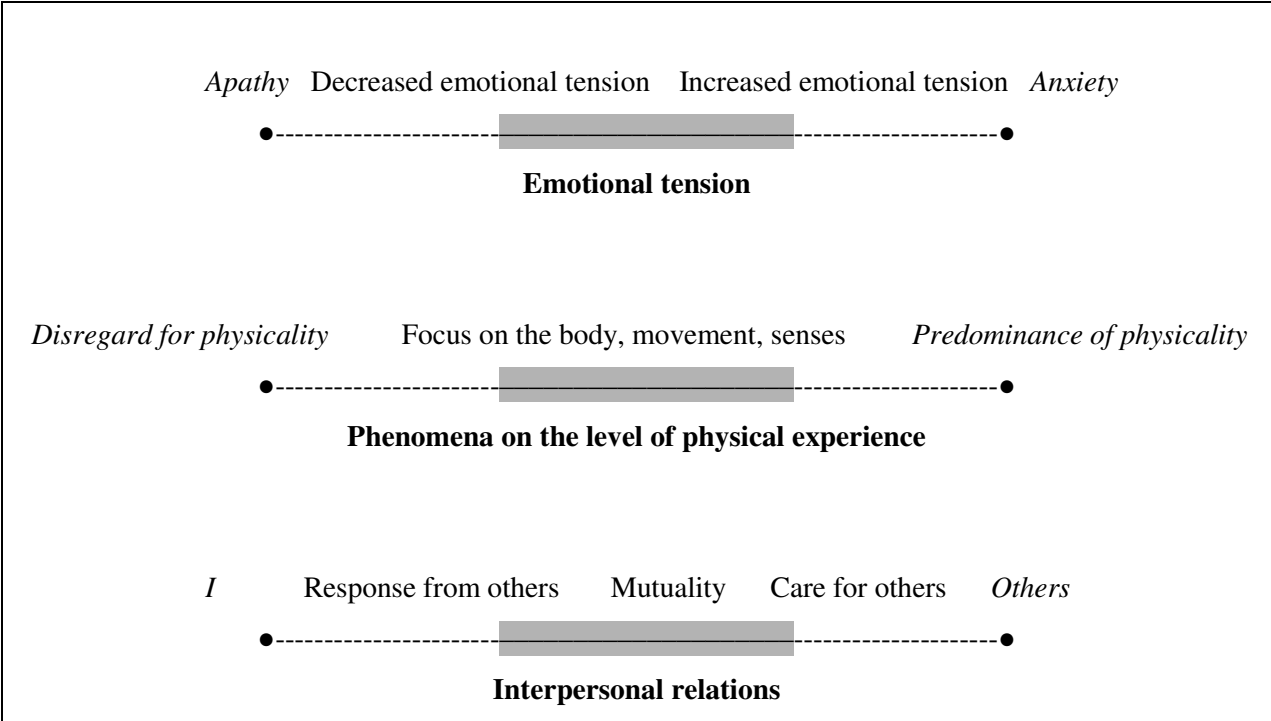 Apathy Decreased emotional tension Increased emotional tension Anxiety
Emotional tension
Disregard for physicality Focus on the body, movement, senses Predominance of physicality
Phenomena on the level of physical experience
I Response from others Mutuality Care for others Others
Interpersonal relations